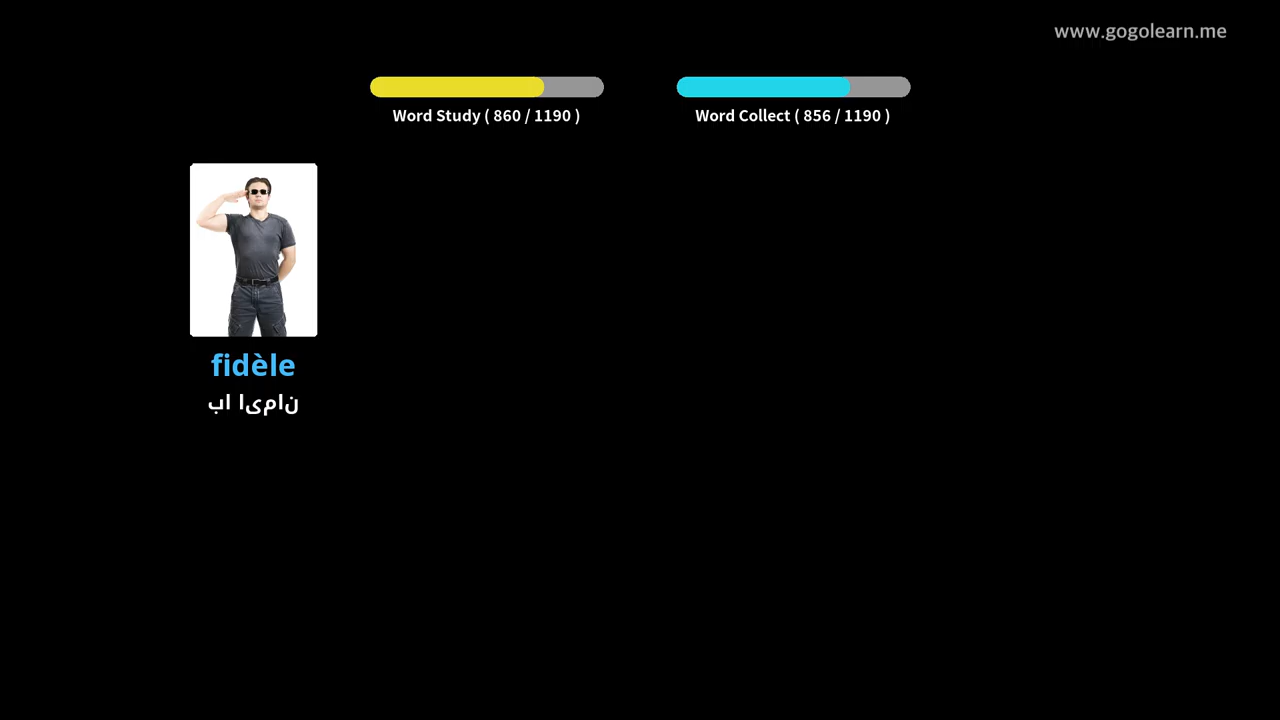 www.gogolearn.me
Word Study ( 860 / 1190 )
Word Collect ( 856 / 1190 )
fidèle
با ایمان